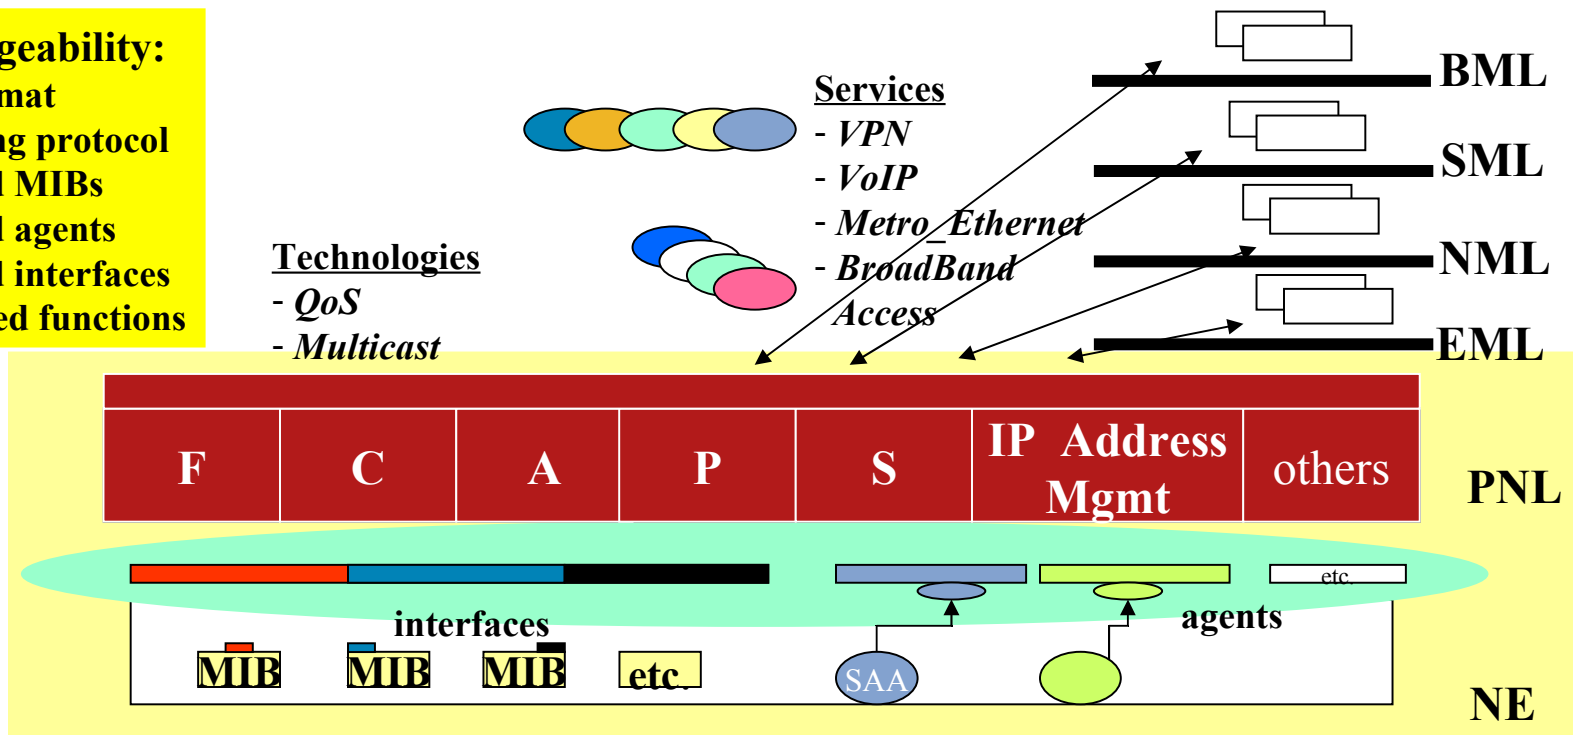 geability:
mat
ng protocol
d MIBs
d agents
d interfaces
ed functions
Technologies
- QoS
- Multicast
Services
- VPN
- VoIP
- Metro_Ethernet
- BroadBand
Access
BML
SML
NML
EML
F C A P S IP Address Mgmt others
PNL
etc.
interfaces
agents
MIB MIB MIB etc. SAA
NE